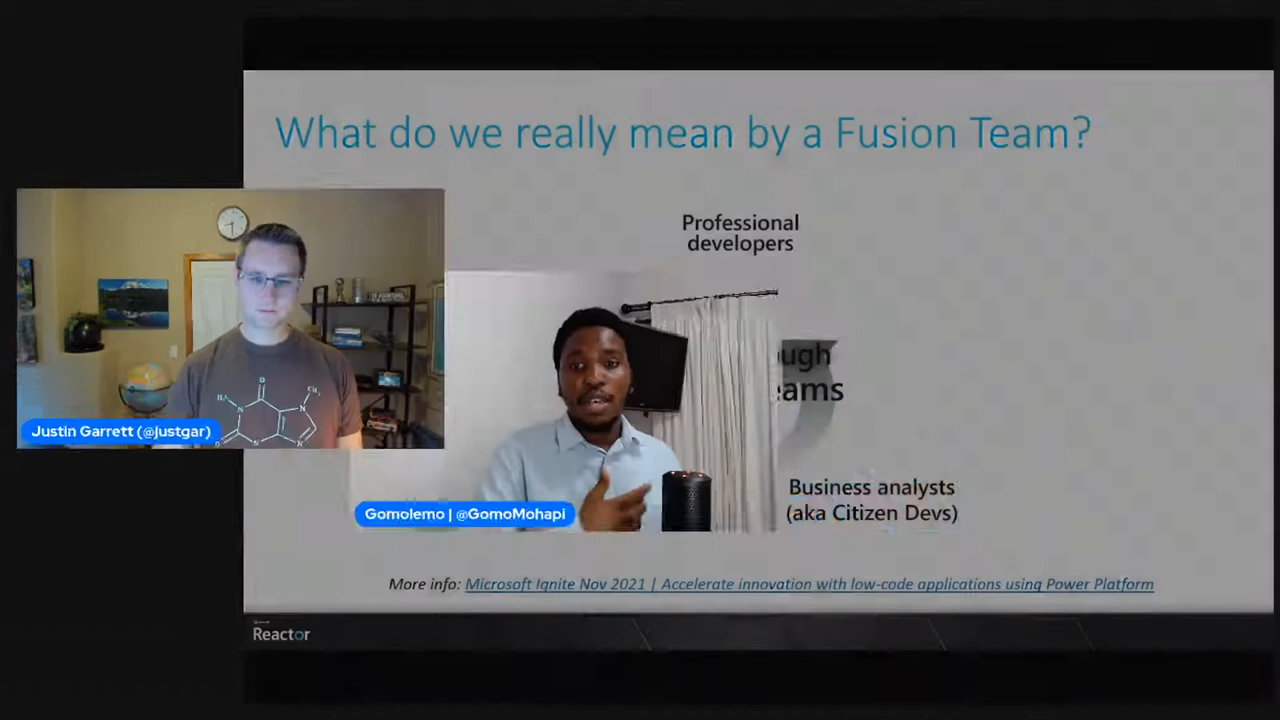 What do we really mean by a Fusion Team?
Professional
developers
ugh
eams
Justin Garrett (@justgar)
Gomolemo | @GomoMohapi
Business analysts
(aka Citizen Devs)
More info: Microsoft Ignite Nov 2021 | Accelerate innovation with low-code applications using Power Platform
Reactor